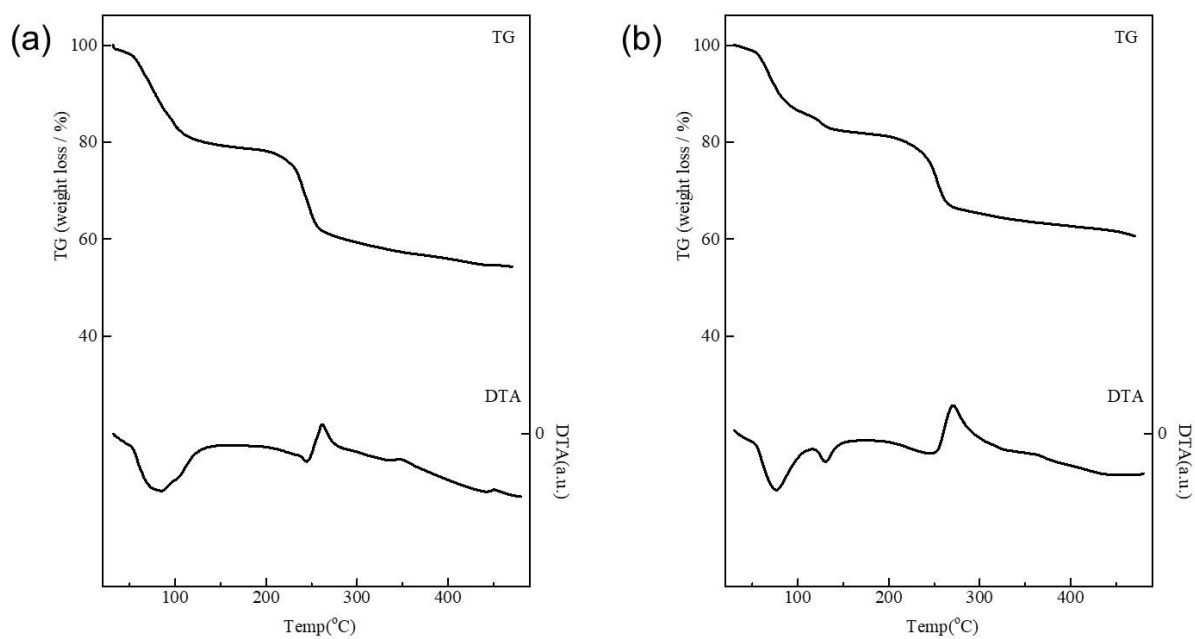 (a)
TG
100
80
60
40
TG (weight loss / %)
DTA
0
DTA(a.u.)
100 200 300 400
Temp(°C)
(b)
TG
100
80
60
40
TG (weight loss / %)
DTA
0
DTA(a.u.)
100 200 300 400
Temp(°C)